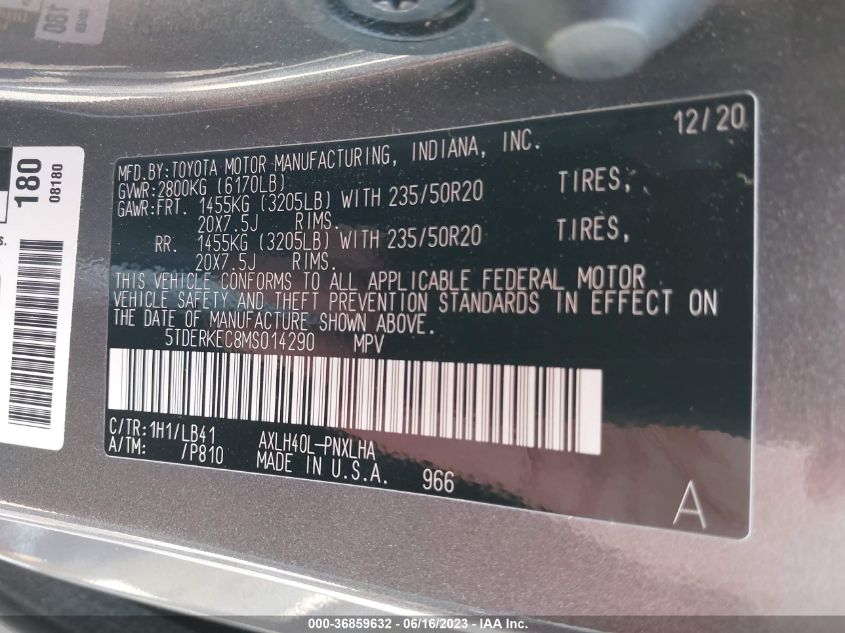 12/20
MFD.BY:TOYOTA MOTOR MANUFACTURING, INDIANA, INC.
GVWR:2800KG (6170LB)
GAWR:FRT. 1455KG (3205LB) WITH 235/50R20 TIRES,
20X7.5J RIMS.
RR. 1455KG (3205LB) WITH 235/50R20 TIRES,
20X7.5J RIMS.
THIS VEHICLE CONFORMS TO ALL APPLICABLE FEDERAL MOTOR
VEHICLE SAFETY AND THEFT PREVENTION STANDARDS IN EFFECT ON
THE DATE OF MANUFACTURE SHOWN ABOVE.
5TDERKEC8MS014290 MPV
C/TR:1H1/LB41 AXLH40L-PNXLHA
A/TM: /P810 MADE IN U.S.A. 966
A
180
08180
000-36859632 - 06/16/2023 - IAA Inc.